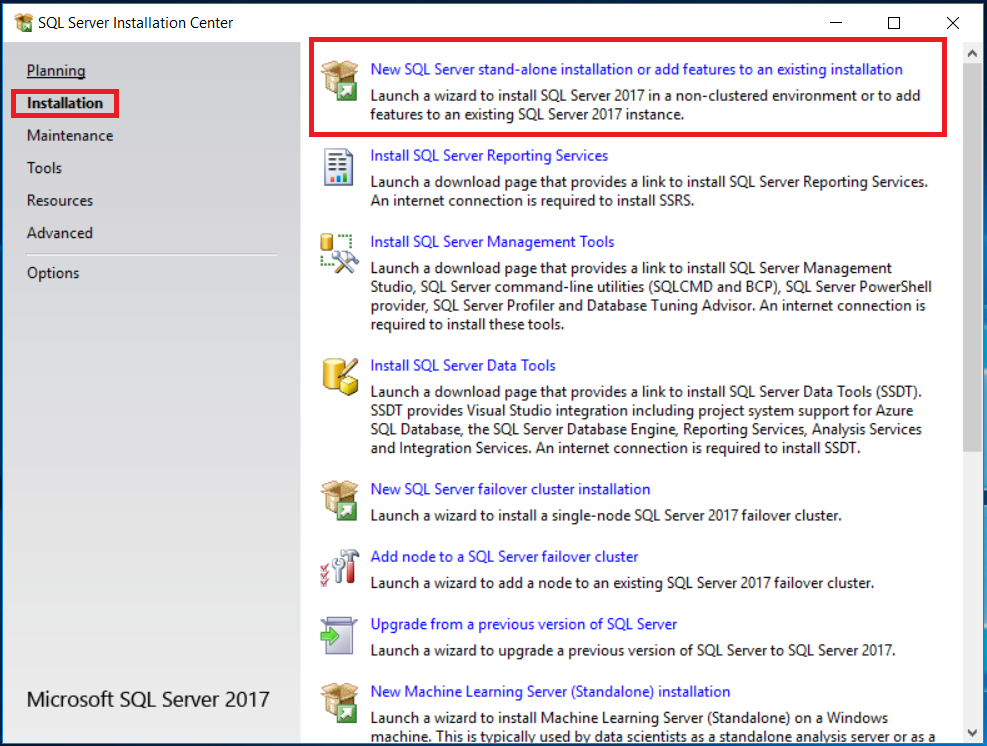 SQL Server Installation Center
Planning
Installation
Maintenance
Tools
Resources
Advanced
Options
Microsoft SQL Server 2017
New SQL Server stand-alone installation or add features to an existing installation
Launch a wizard to install SQL Server 2017 in a non-clustered environment or to add
features to an existing SQL Server 2017 instance.
Install SQL Server Reporting Services
Launch a download page that provides a link to install SQL Server Reporting Services.
An internet connection is required to install SSRS.
Install SQL Server Management Tools
Launch a download page that provides a link to install SQL Server Management
Studio, SQL Server command-line utilities (SQLCMD and BCP), SQL Server PowerShell
provider, SQL Server Profiler and Database Tuning Advisor. An internet connection is
required to install these tools.
Install SQL Server Data Tools
Launch a download page that provides a link to install SQL Server Data Tools (SSDT).
SSDT provides Visual Studio integration including project system support for Azure
SQL Database, the SQL Server Database Engine, Reporting Services, Analysis Services
and Integration Services. An internet connection is required to install SSDT.
New SQL Server failover cluster installation
Launch a wizard to install a single-node SQL Server 2017 failover cluster.
Add node to a SQL Server failover cluster
Launch a wizard to add a node to an existing SQL Server 2017 failover cluster.
Upgrade from a previous version of SQL Server
Launch a wizard to upgrade a previous version of SQL Server to SQL Server 2017.
New Machine Learning Server (Standalone) installation
Launch a wizard to install Machine Learning Server (Standalone) on a Windows
machine. This is typically used by data scientists as a standalone analysis server or as a